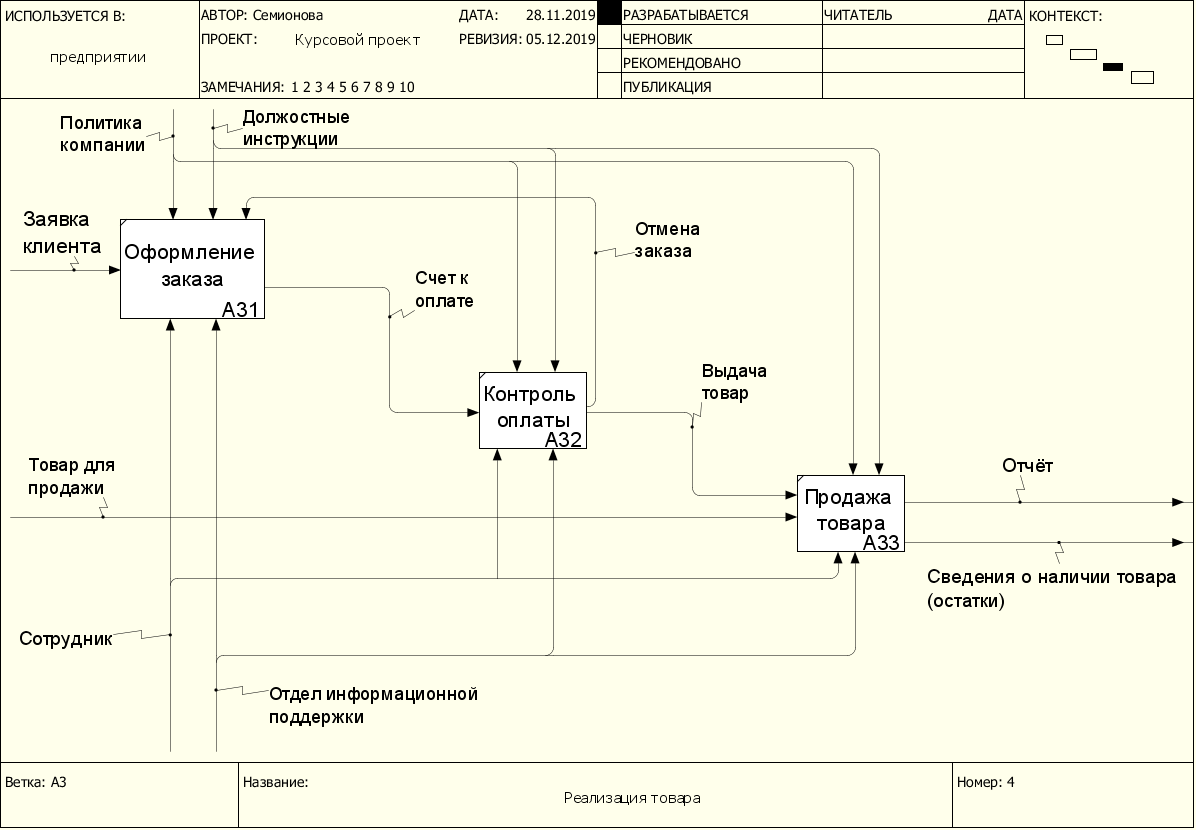 ИСПОЛЬЗУЕТСЯ В:
предприятии
АВТОР: Семионова
ДАТА: 28.11.2019
ПРОЕКТ: Курсовой проект
РЕВИЗИЯ: 05.12.2019
ЗАМЕЧАНИЯ: 1 2 3 4 5 6 7 8 9 10
РАЗРАБАТЫВАЕТСЯ
ЧЕРНОВИК
РЕКОМЕНДОВАНО
ПУБЛИКАЦИЯ
ЧИТАТЕЛЬ
ДАТА
КОНТЕКСТ:
Политика
компании
Должостные
инструкции
Заявка
клиента
Оформление
заказа
A31
Отмена
заказа
Счет к
оплате
Контроль
оплаты
A32
Выдача
товар
Товар для
продажи
Продажа
товара
A33
Отчёт
Сведения о наличии товара
(остатки)
Сотрудник
Отдел информационной
поддержки
Ветка: A3
Название:
Реализация товара
Номер: 4